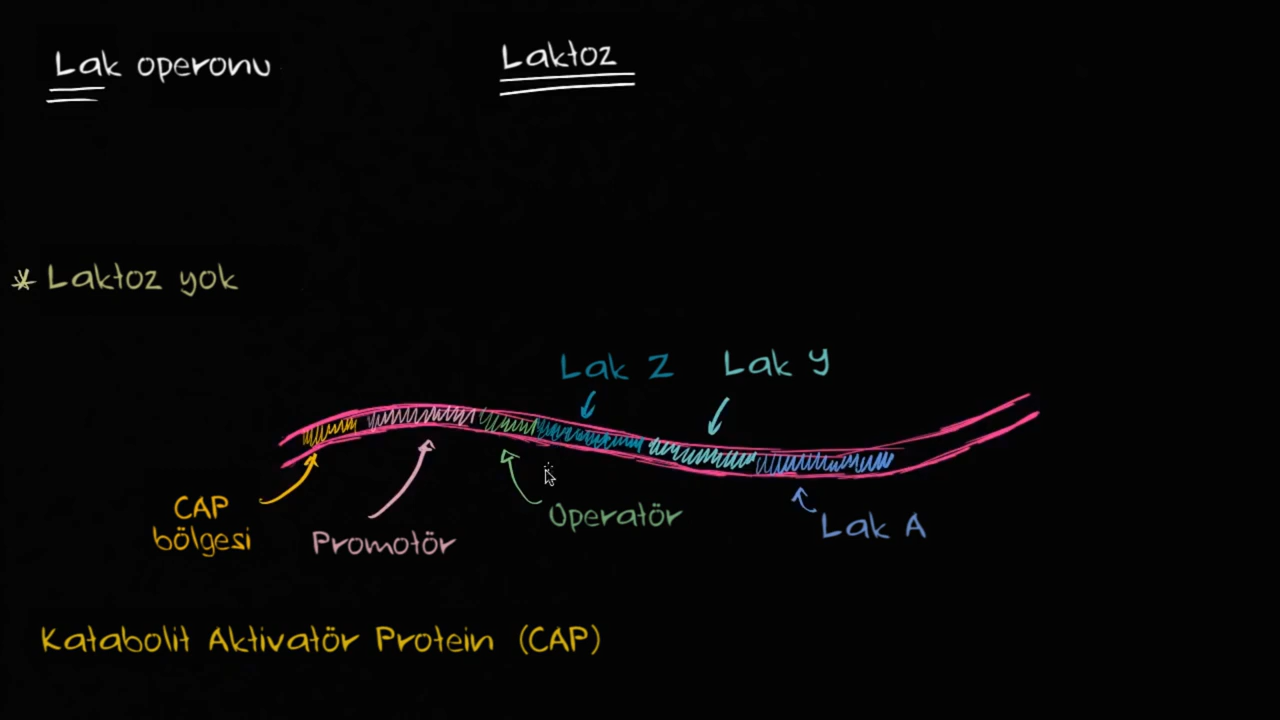 Lak operonu
Laktoz
* Laktoz yok
Lak Z
Lak Y
CAP
bölgesi
Promotör
Operatör
Lak A
Katabolit Aktivatör Protein (CAP)